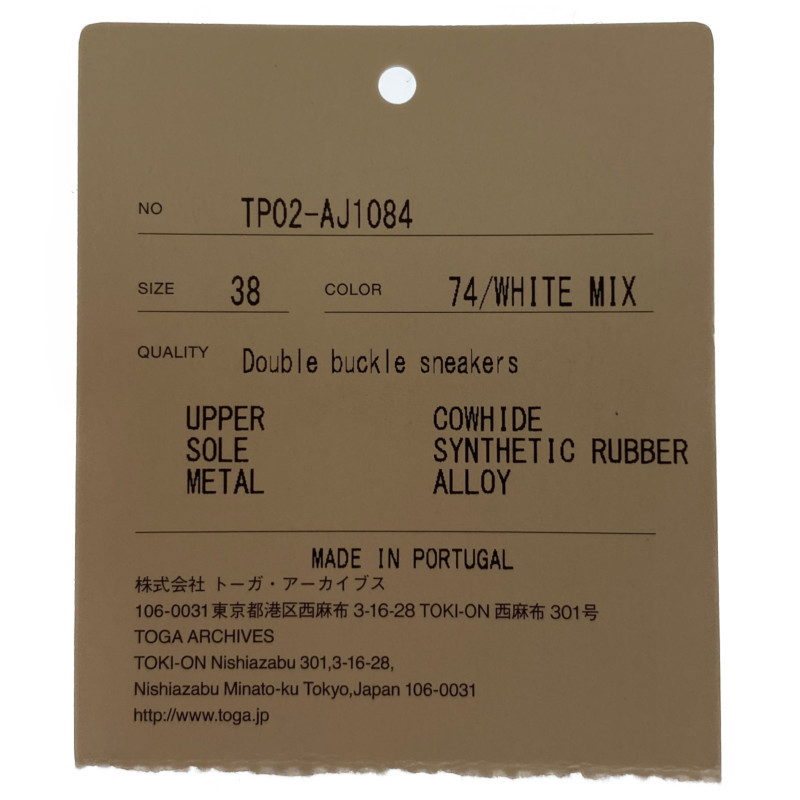 NO TP02-AJ1084
SIZE 38 COLOR 74/WHITE MIX
QUALITY Double buckle sneakers
UPPER COWHIDE
SOLE SYNTHETIC RUBBER
METAL ALLOY
MADE IN PORTUGAL
株式会社 トーガ・アーカイブス
106-0031 東京都港区西麻布 3-16-28 TOKI-ON 西麻布 301号
TOGA ARCHIVES
TOKI-ON Nishiazabu 301,3-16-28,
Nishiazabu Minato-ku Tokyo,Japan 106-0031
http://www.toga.jp